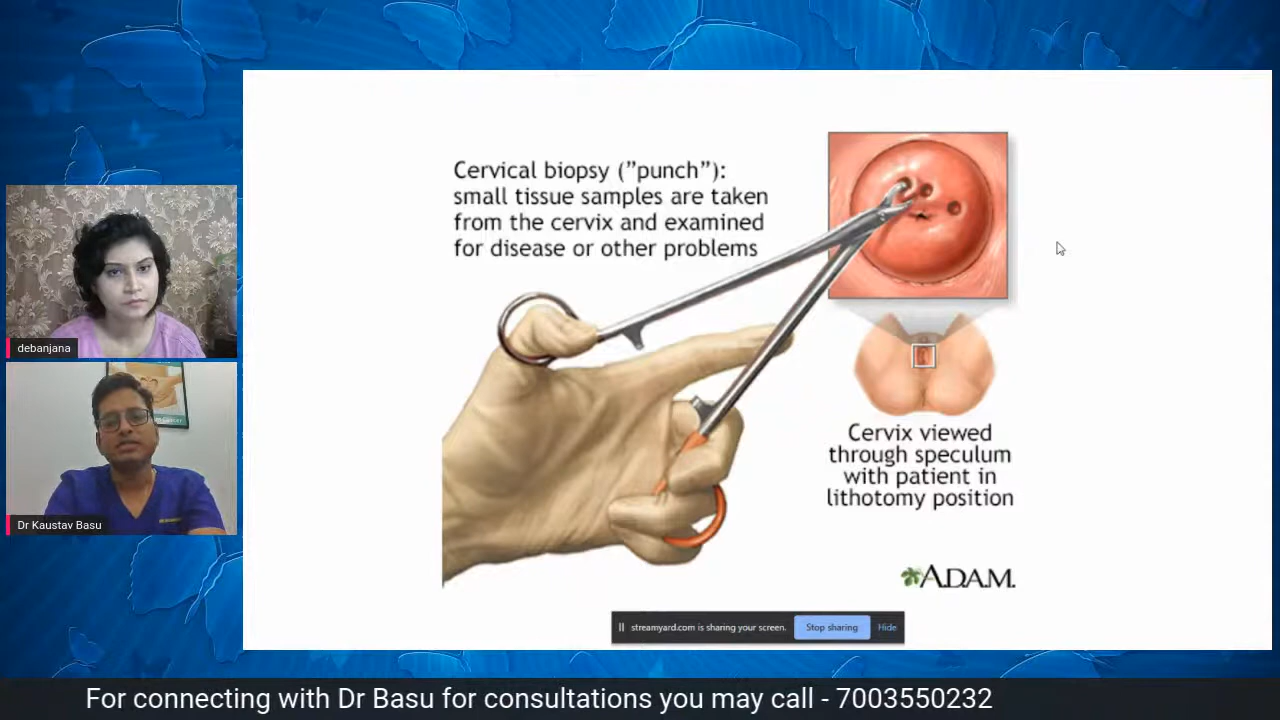 Cervical biopsy (”punch”):
small tissue samples are taken
from the cervix and examined
for disease or other problems
debanjana
Dr Kaustav Basu
Cervix viewed
through speculum
with patient in
lithotomy position
A.D.A.M.
streamyard.com is sharing your screen.
Stop sharing
Hide
For connecting with Dr Basu for consultations you may call - 7003550232